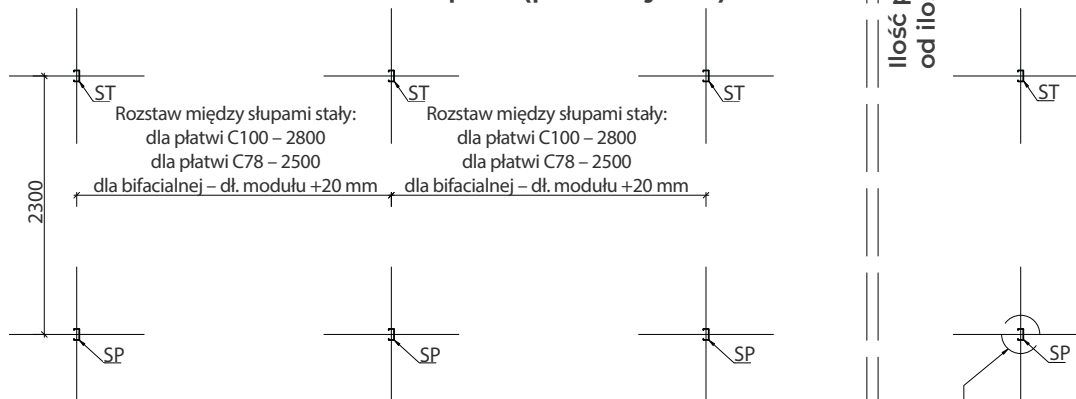 Ilość
od
ST
ST
ST
ST
Rozstaw między słupami stały:
dla płatwi C100 – 2800
dla płatwi C78 – 2500
dla bifacialnej – dł. modułu +20 mm
Rozstaw między słupami stały:
dla płatwi C100 – 2800
dla płatwi C78 – 2500
dla bifacialnej – dł. modułu +20 mm
2300
SP
SP
SP
SP